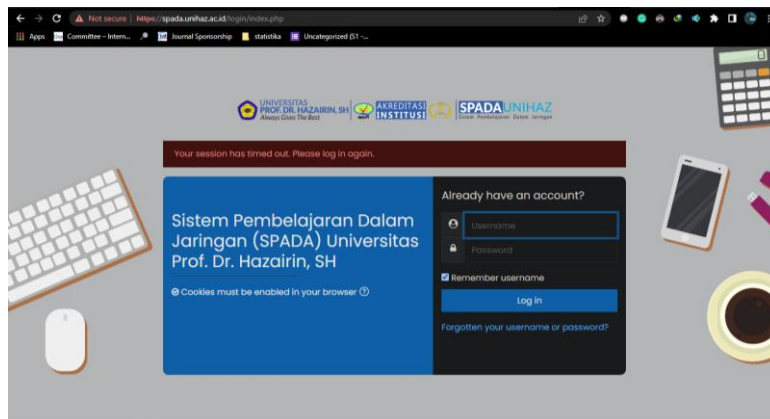 Not secure | https://spada.unihaz.ac.id/login/index.php
Apps Committee – Intern... Journal Sponsorship statistika Uncategorized (S1 -...
UNIVERSITAS
PROF. DR. HAZAIRIN, SH
Always Gives The Best
AKREDITASI
INSTITUSI
SPADA UNIHAZ
Sistem Pembelajaran Dalam Jaringan
Your session has timed out. Please log in again.
Sistem Pembelajaran Dalam
Jaringan (SPADA) Universitas
Prof. Dr. Hazairin, SH
Cookies must be enabled in your browser
Already have an account?
Username
Password
Remember username
Log in
Forgotten your username or password?